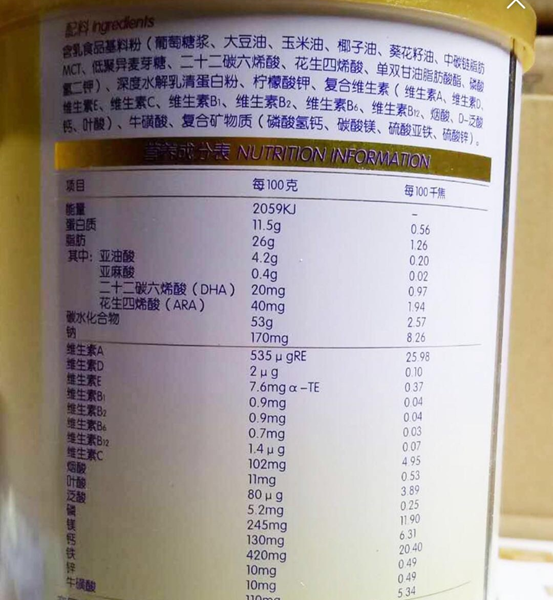 配料 Ingredients
含乳食品基料粉（葡萄糖浆、大豆油、玉米油、椰子油、葵花籽油、中碳链脂肪
MCT、低聚异麦芽糖、二十二碳六烯酸、花生四烯酸、单双甘油脂肪酸酯、磷酸
氢二钾）、深度水解乳清蛋白粉、柠檬酸钾、复合维生素（维生素A、维生素D、
维生素E、维生素C、维生素B1、维生素B2、维生素B6、维生素B12、烟酸、D-泛酸
钙、叶酸）、牛磺酸、复合矿物质（磷酸氢钙、碳酸镁、硫酸亚铁、硫酸锌）。
营养成分表 NUTRITION INFORMATION
项目 每100克 每100千焦
能量 2059KJ –
蛋白质 11.5g 0.56
脂肪 26g 1.26
其中：亚油酸 4.2g 0.20
亚麻酸 0.4g 0.02
二十二碳六烯酸（DHA） 20mg 0.97
花生四烯酸（ARA） 40mg 1.94
碳水化合物 53g 2.57
钠 170mg 8.26
维生素A 535μgRE 25.98
维生素D 2μg 0.10
维生素E 7.6mgα-TE 0.37
维生素B1 0.9mg 0.04
维生素B2 0.9mg 0.04
维生素B6 0.7mg 0.03
维生素B12 1.4μg 0.07
维生素C 102mg 4.95
烟酸 11mg 0.53
叶酸 80μg 3.89
泛酸 5.2mg 0.25
磷 245mg 11.90
镁 130mg 6.31
钙 420mg 20.40
铁 10mg 0.49
锌 10mg 0.49
牛磺酸 110mg 5.34